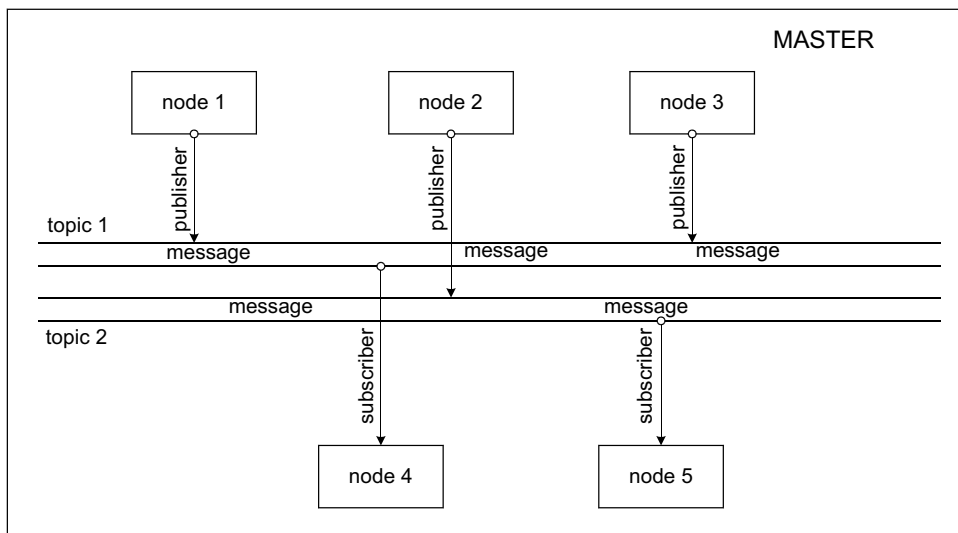 MASTER
node 1
node 2
node 3
publisher
publisher
publisher
topic 1
message
message
message
message
message
topic 2
subscriber
subscriber
node 4
node 5